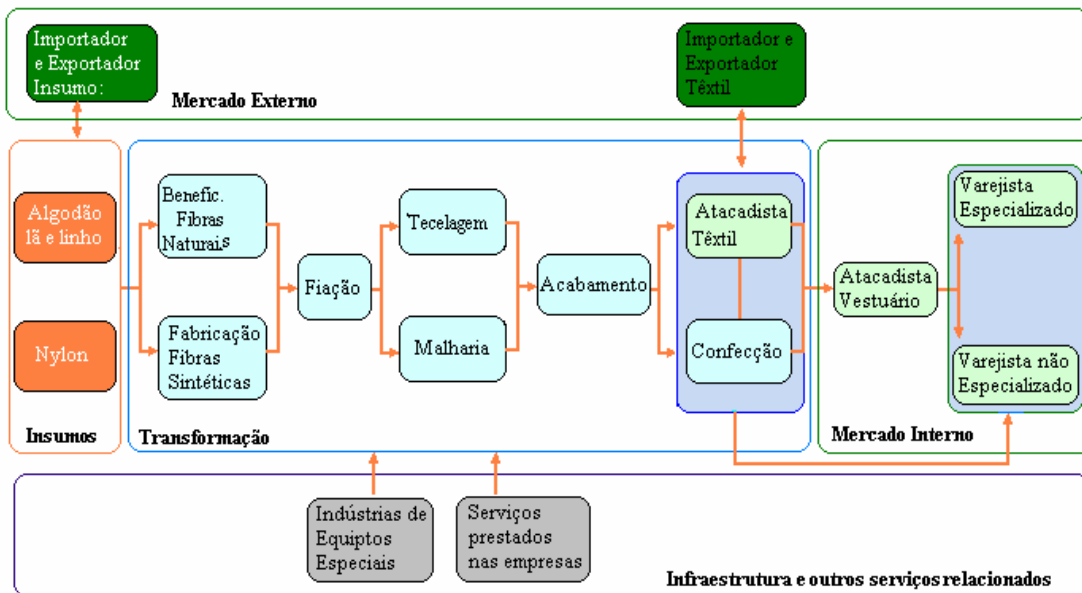 Importador
e Exportador
Insumo:
Mercado Externo
Importador e
Exportador
Têxtil
Algodão
lã e linho
Nylon
Insumos
Benefic.
Fibras
Naturais
Fabricação
Fibras
Sintéticas
Fiação
Tecelagem
Malharia
Acabamento
Atacadista
Têxtil
Confecção
Transformação
Atacadista
Vestuário
Varejista
Especializado
Varejista não
Especializado
Mercado Interno
Indústrias de
Equiptos
Especiais
Serviços
prestados
nas empresas
Infraestrutura e outros serviços relacionados